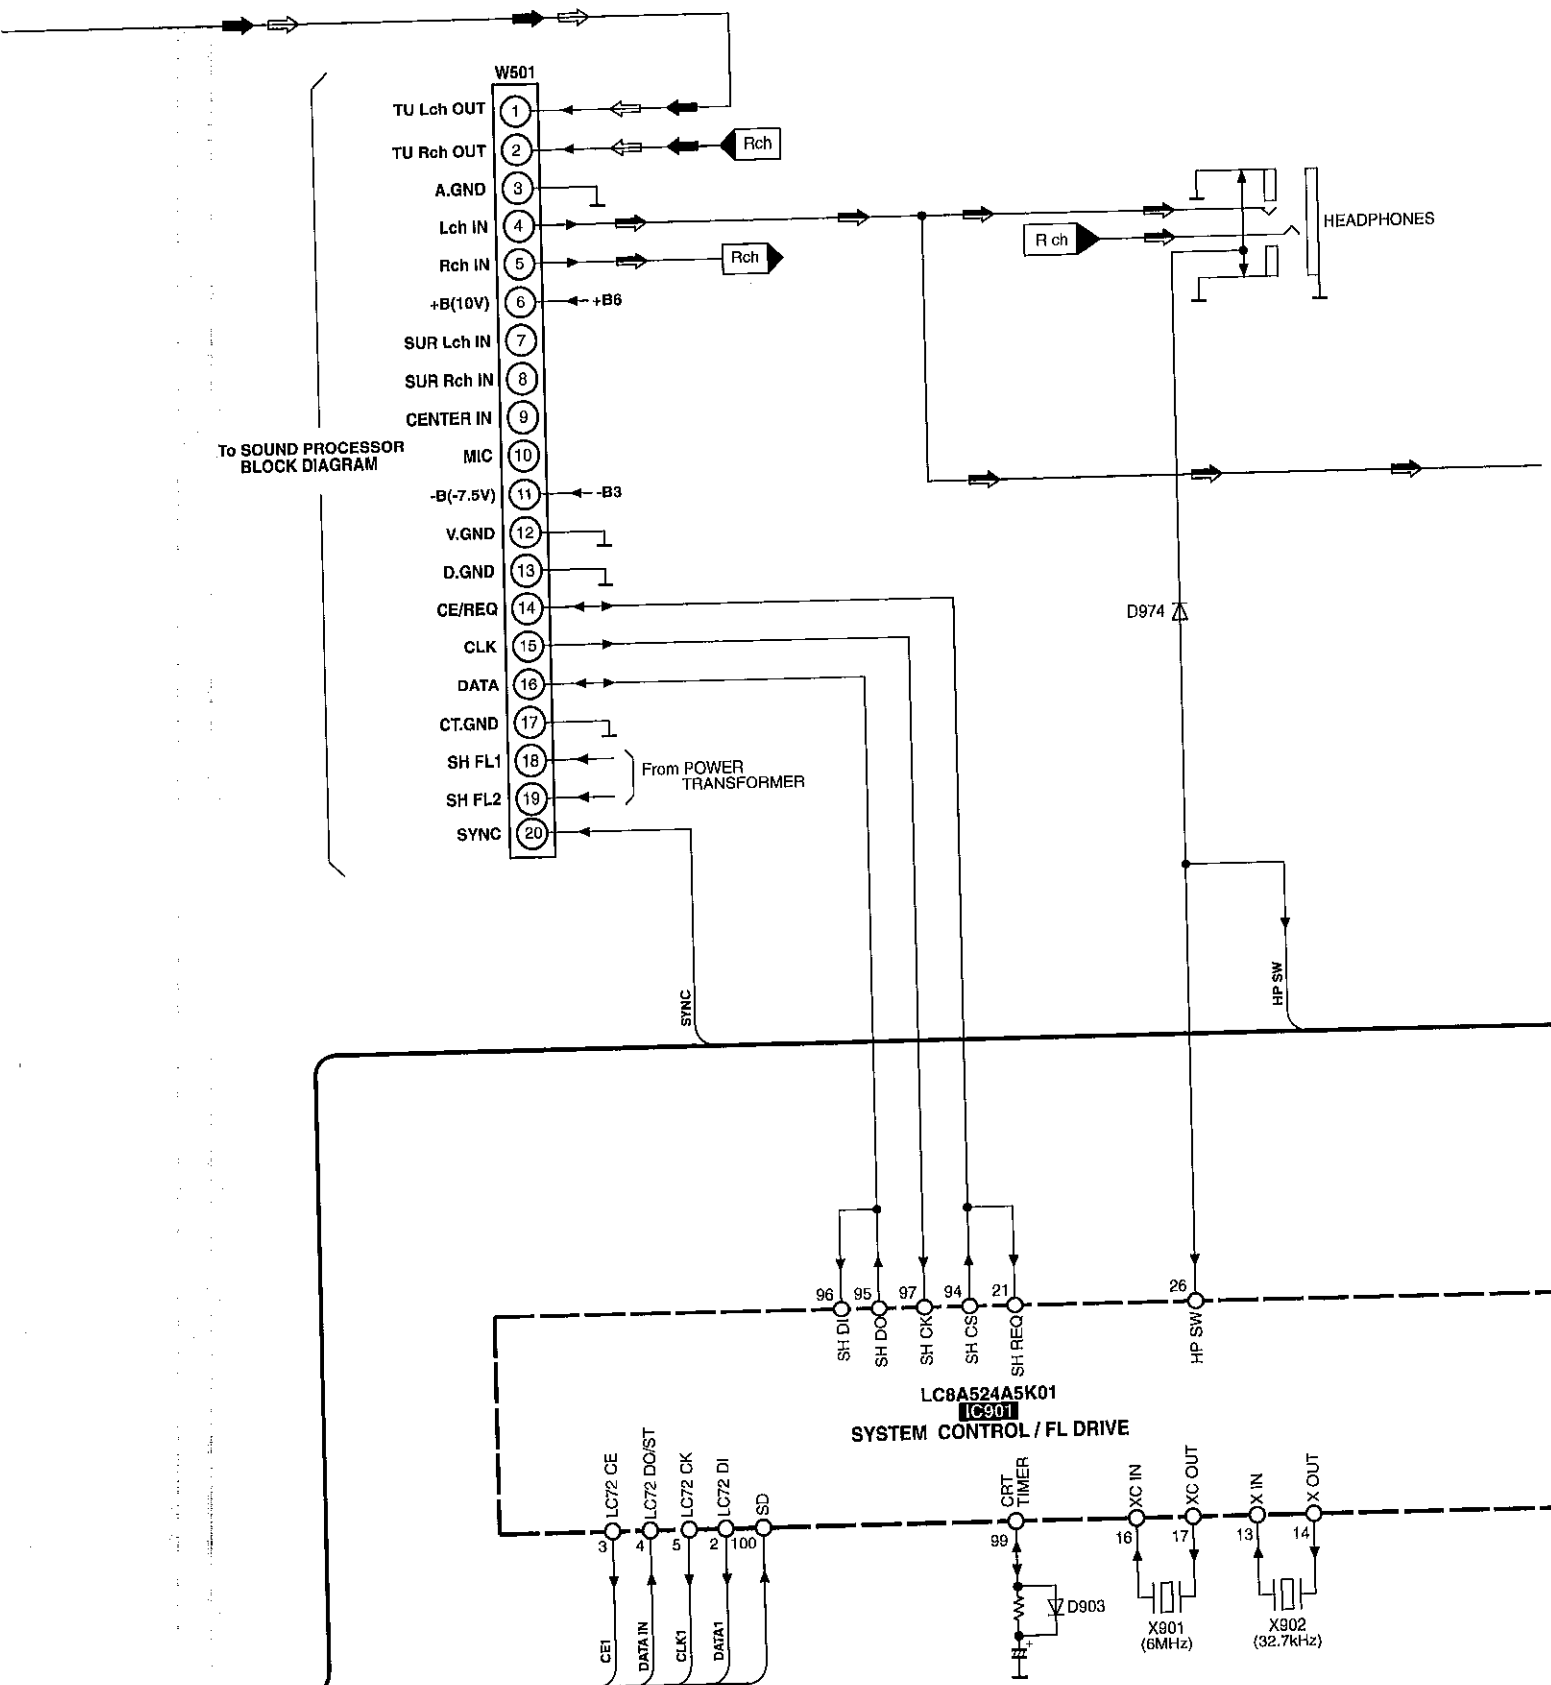 W501
TU Lch OUT 1
TU Rch OUT 2 Rch
A.GND 3
Lch IN 4
HEADPHONES
R ch
Rch IN 5 Rch
+B(10V) 6 +B6
SUR Lch IN 7
SUR Rch IN 8
CENTER IN 9
To SOUND PROCESSOR
BLOCK DIAGRAM
MIC 10
-B(-7.5V) 11 -B3
V.GND 12
D.GND 13
CE/REQ 14
D974
CLK 15
DATA 16
CT.GND 17
SH FL1 18
From POWER
TRANSFORMER
SH FL2 19
SYNC 20
SYNC
HP SW
96 95 97 94 21 26
SH DI
SH DO
SH CK
SH CS
SH REQ
HP SW
LC8A524A5K01
IC901
SYSTEM CONTROL / FL DRIVE
LC72 CE
LC72 DO/ST
LC72 CK
LC72 DI
SD
CRT
TIMER
XC IN
XC OUT
X IN
X OUT
3 4 5 2 100 99 16 17 13 14
CE1
DATA IN
CLK1
DATA1
D903
+
X901
(6MHz)
X902
(32.7kHz)